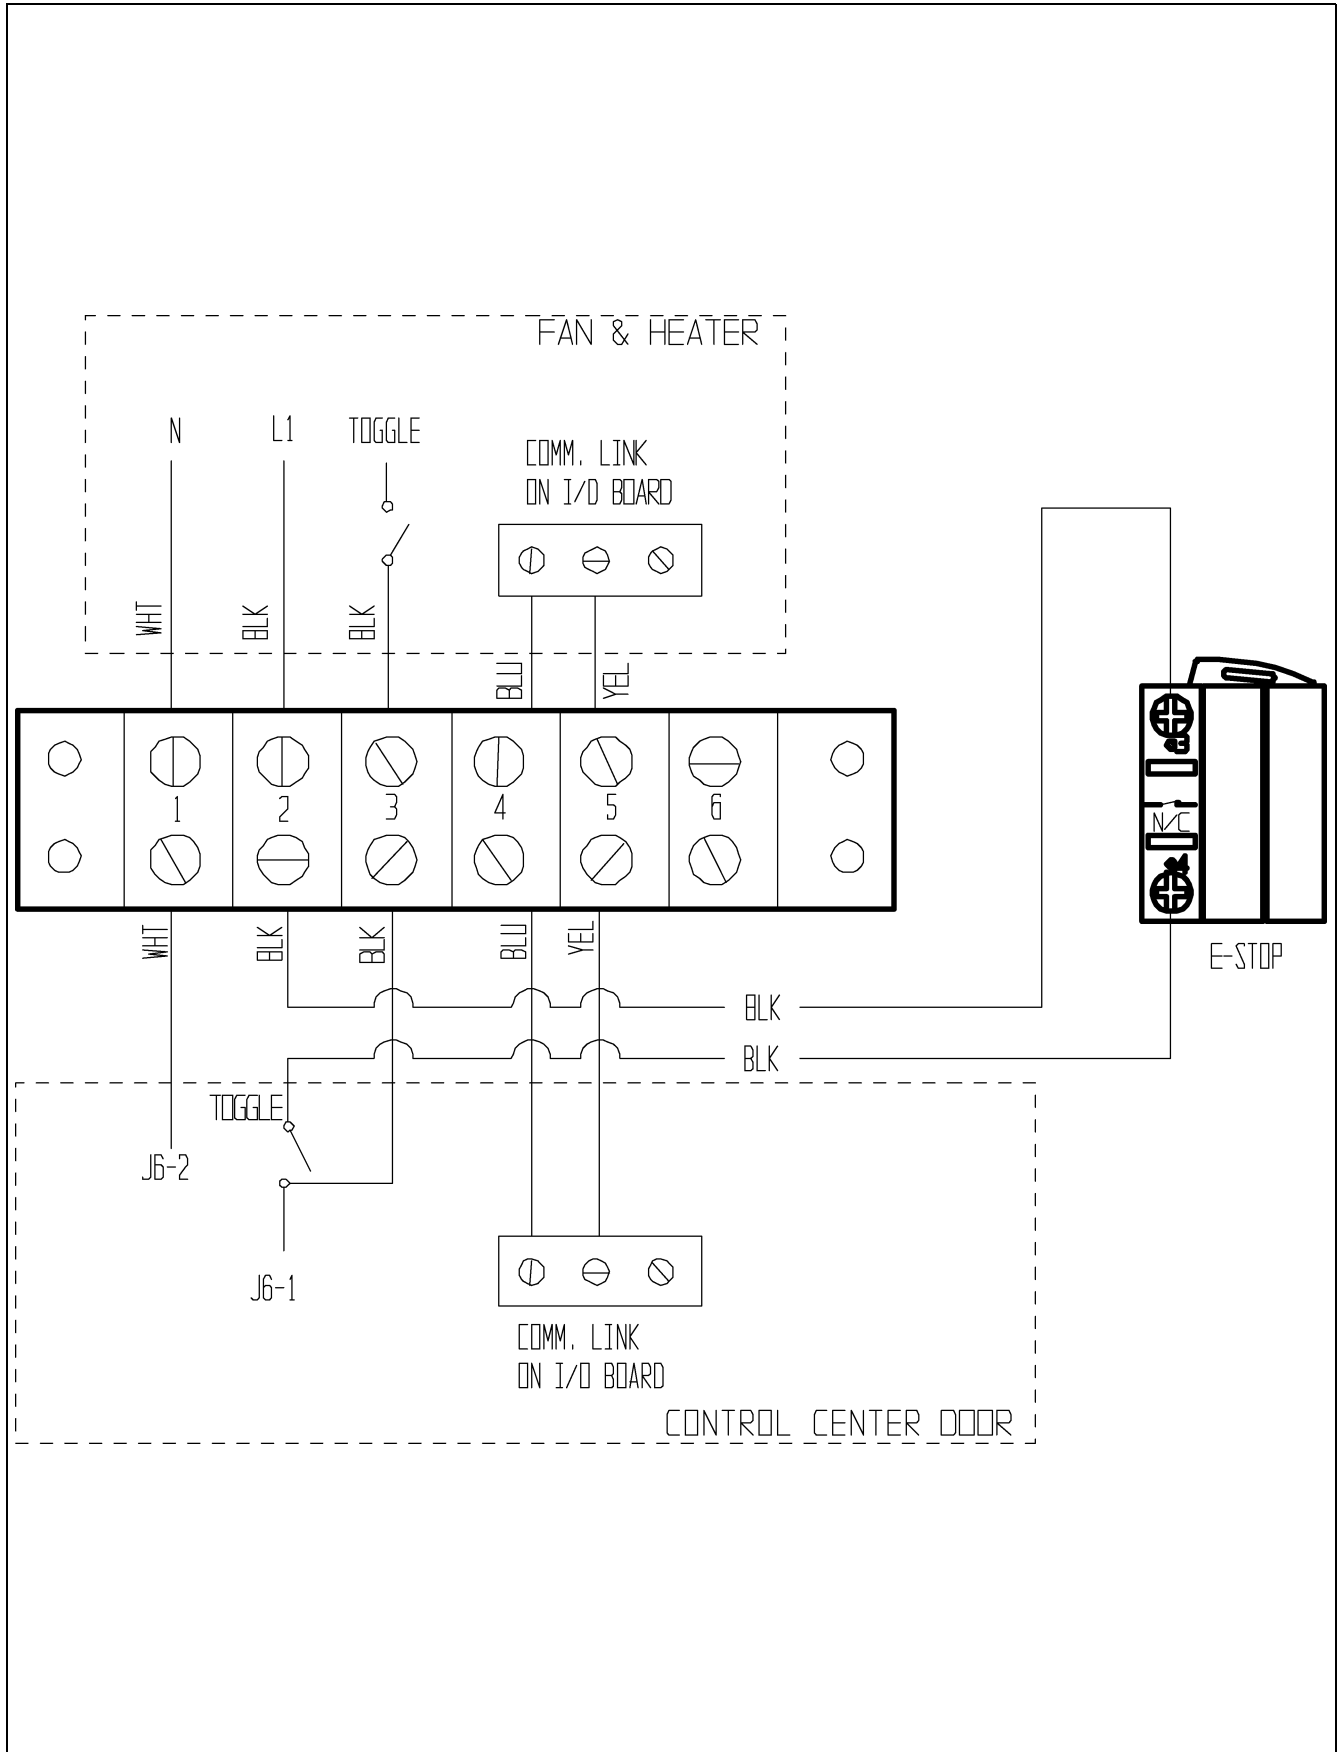 FAN & HEATER
N
L1
TOGGLE
COMM. LINK
ON I/O BOARD
WHT
BLK
BLK
BLU
YEL
1
2
3
4
5
6
N/C
E-STOP
WHT
BLK
BLK
BLU
YEL
BLK
BLK
TOGGLE
J6-2
J6-1
COMM. LINK
ON I/O BOARD
CONTROL CENTER DOOR